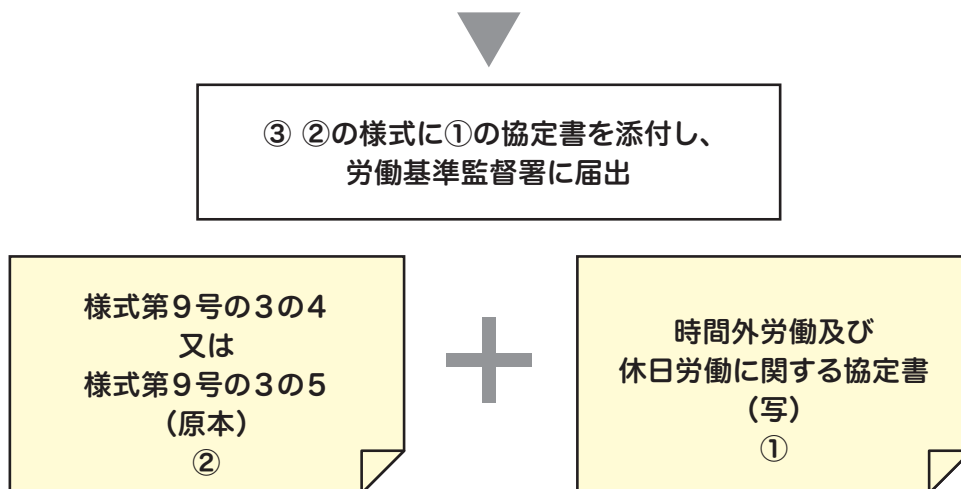 ③ ②の様式に①の協定書を添付し、
労働基準監督署に届出
様式第9号の3の4
又は
様式第9号の3の5
（原本）
②
時間外労働及び
休日労働に関する協定書
（写）
①